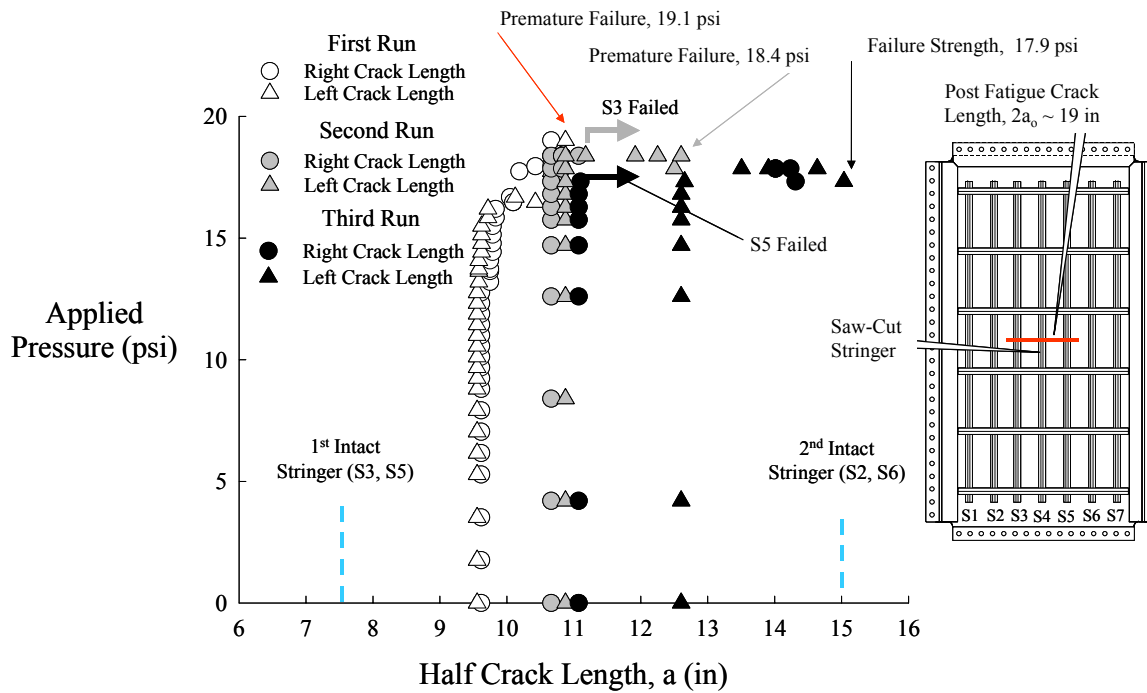 Premature Failure, 19.1 psi
Premature Failure, 18.4 psi
Failure Strength, 17.9 psi
First Run
Right Crack Length
Left Crack Length
Second Run
Right Crack Length
Left Crack Length
Third Run
Right Crack Length
Left Crack Length
S3 Failed
S5 Failed
Post Fatigue Crack
Length, 2aₒ ~ 19 in
Saw-Cut
Stringer
S1 S2 S3 S4 S5 S6 S7
1st Intact
Stringer (S3, S5)
2nd Intact
Stringer (S2, S6)
Applied
Pressure (psi)
20
15
10
5
0
6 7 8 9 10 11 12 13 14 15 16
Half Crack Length, a (in)